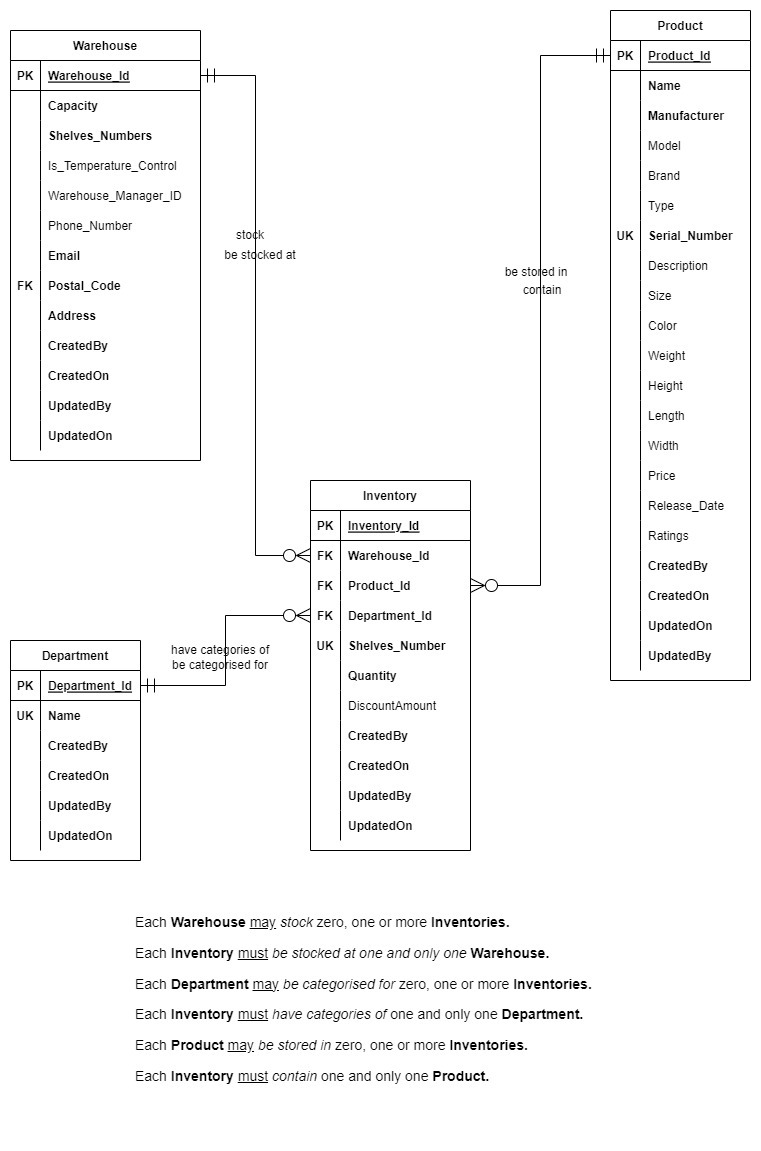 Warehouse
PK Warehouse_Id
Capacity
Shelves_Numbers
Is_Temperature_Control
Warehouse_Manager_ID
Phone_Number
Email
FK Postal_Code
Address
CreatedBy
CreatedOn
UpdatedBy
UpdatedOn
stock
be stocked at
Product
PK Product_Id
Name
Manufacturer
Model
Brand
Type
UK Serial_Number
Description
Size
Color
Weight
Height
Length
Width
Price
Release_Date
Ratings
CreatedBy
CreatedOn
UpdatedOn
UpdatedBy
be stored in
contain
Inventory
PK Inventory_Id
FK Warehouse_Id
FK Product_Id
FK Department_Id
UK Shelves_Number
Quantity
DiscountAmount
CreatedBy
CreatedOn
UpdatedBy
UpdatedOn
have categories of
be categorised for
Department
PK Department_Id
UK Name
CreatedBy
CreatedOn
UpdatedBy
UpdatedOn
Each Warehouse may stock zero, one or more Inventories.
Each Inventory must be stocked at one and only one Warehouse.
Each Department may be categorised for zero, one or more Inventories.
Each Inventory must have categories of one and only one Department.
Each Product may be stored in zero, one or more Inventories.
Each Inventory must contain one and only one Product.